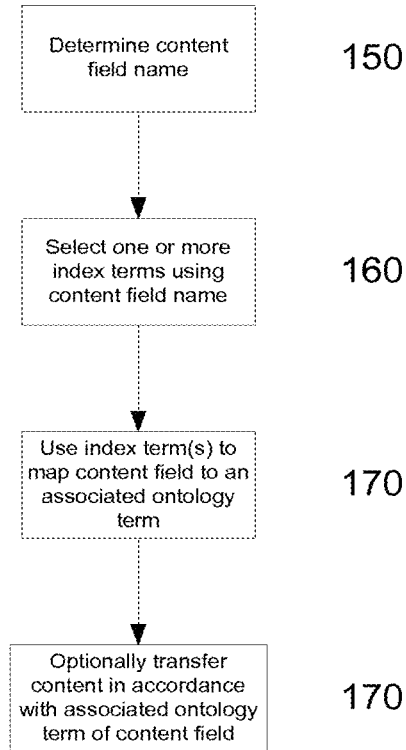 Determine content
field name
150
Select one or more
index terms using
content field name
160
Use index term(s) to
map content field to an
associated ontology
term
170
Optionally transfer
content in accordance
with associated ontology
term of content field
170